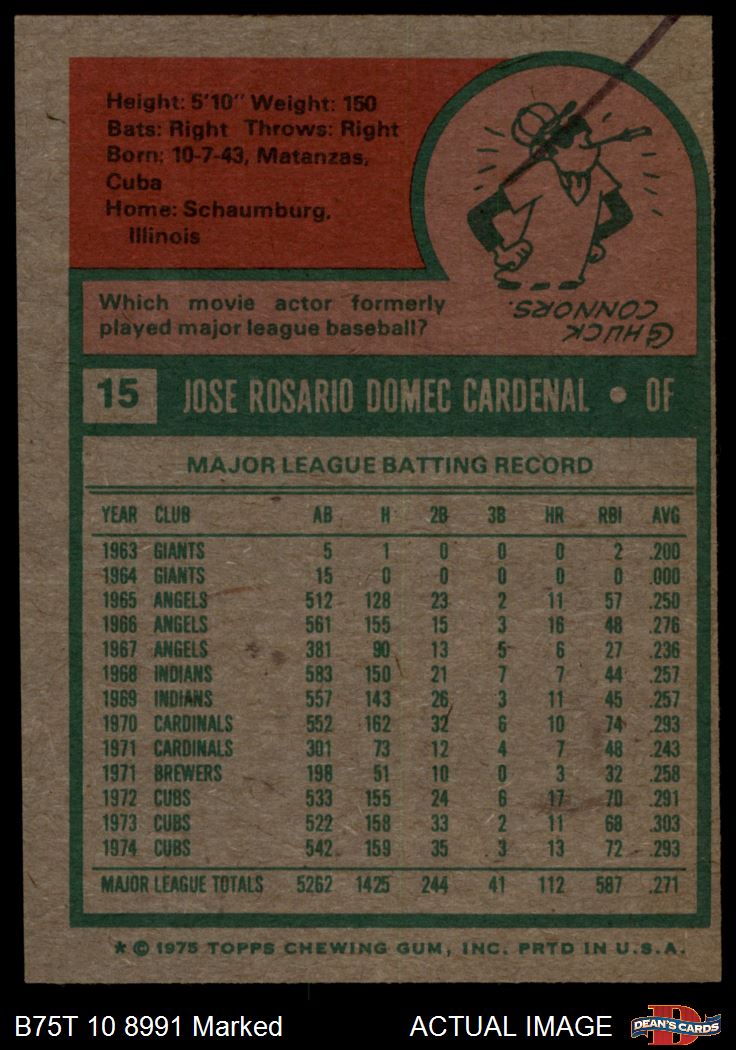 Height: 5'10" Weight: 150
Bats: Right Throws: Right
Born: 10-7-43, Matanzas,
Cuba
Home: Schaumburg,
Illinois
Which movie actor formerly
played major league baseball?
CHUCK
CONNORS.
15 JOSE ROSARIO DOMEC CARDENAL • OF
MAJOR LEAGUE BATTING RECORD
YEAR CLUB AB H 2B 3B HR RBI AVG
1963 GIANTS 5 1 0 0 0 2 .200
1964 GIANTS 15 0 0 0 0 0 .000
1965 ANGELS 512 128 23 2 11 57 .250
1966 ANGELS 561 155 15 3 16 48 .276
1967 ANGELS 381 90 13 5 6 27 .236
1968 INDIANS 583 150 21 7 7 44 .257
1969 INDIANS 557 143 26 3 11 45 .257
1970 CARDINALS 552 162 32 6 10 74 .293
1971 CARDINALS 301 73 12 4 7 48 .243
1971 BREWERS 198 51 10 0 3 32 .258
1972 CUBS 533 155 24 6 17 70 .291
1973 CUBS 522 158 33 2 11 68 .303
1974 CUBS 542 159 35 3 13 72 .293
MAJOR LEAGUE TOTALS 5262 1425 244 41 112 587 .271
★ © 1975 TOPPS CHEWING GUM, INC. PRTD IN U.S.A.
B75T 10 8991 Marked ACTUAL IMAGE DEAN'S CARDS